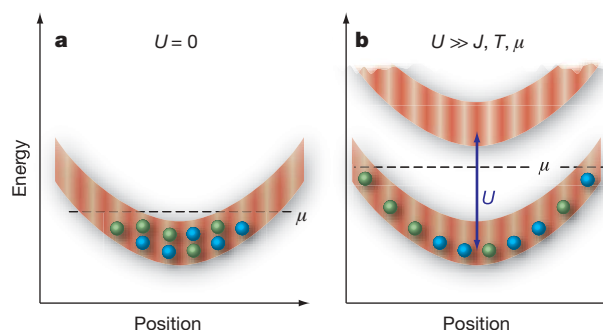 a
U = 0
Energy
μ
Position
b
U ≫ J, T, μ
μ
U
Position